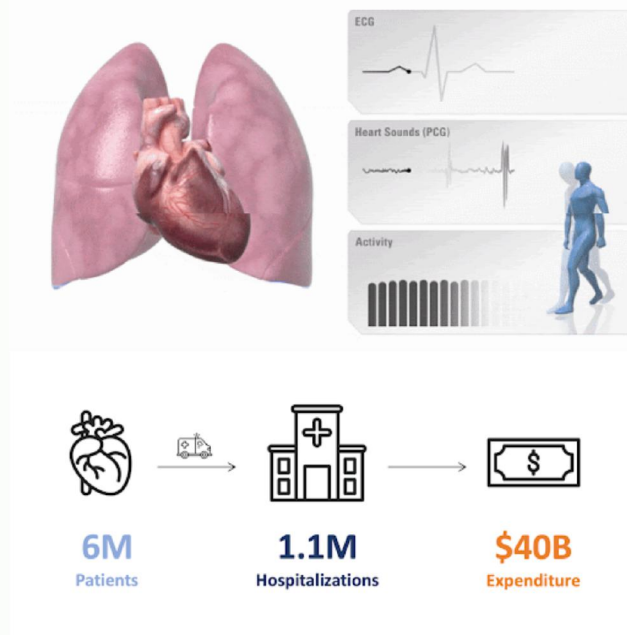 ECG
Heart Sounds (PCG)
Activity
$
6M
Patients
1.1M
Hospitalizations
$40B
Expenditure